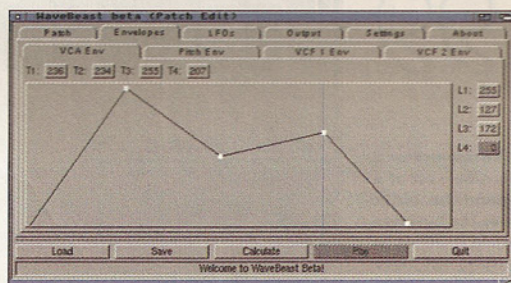 WaveBeast beta (Patch Edit)
Patch Envelopes LFOs Output Settings About
VCA Env Pitch Env VCF 1 Env VCF 2 Env
T1: 236 T2: 234 T3: 255 T4: 207
L1: 255
L2: 127
L3: 172
L4: 0
Load Save Calculate Play Quit
Welcome to WaveBeast Beta!